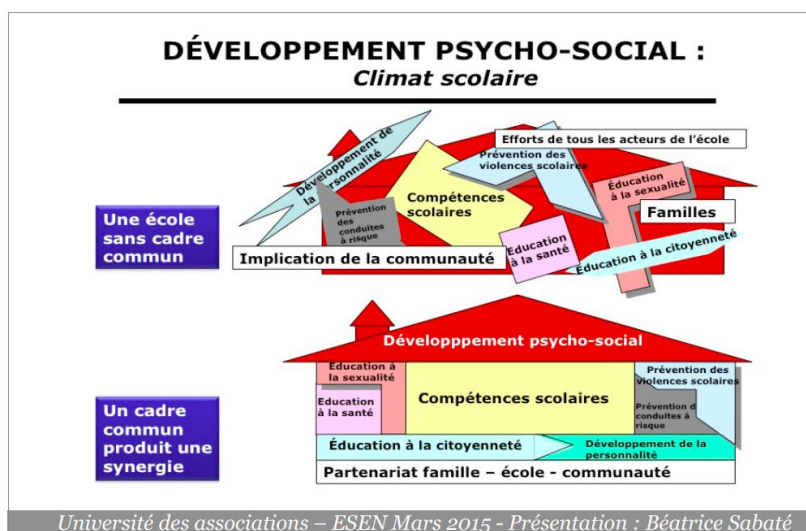 DÉVELOPPEMENT PSYCHO-SOCIAL :
Climat scolaire
Une école
sans cadre
commun
Développement de
la personnalité
Efforts de tous les acteurs de l'école
Prévention des
violences scolaires
Compétences
scolaires
Éducation
à la sexualité
Prévention
des
conduites
à risque
Familles
Implication de la communauté
Education
à la santé
Éducation à la citoyenneté
Un cadre
commun
produit une
synergie
Développpement psycho-social
Éducation à
la sexualité
Education
à la santé
Compétences scolaires
Prévention des
violences scolaires
Prévention d
conduites à
risque
Éducation à la citoyenneté
Développement de la
personnalité
Partenariat famille – école - communauté
Université des associations – ESEN Mars 2015 - Présentation : Béatrice Sabaté